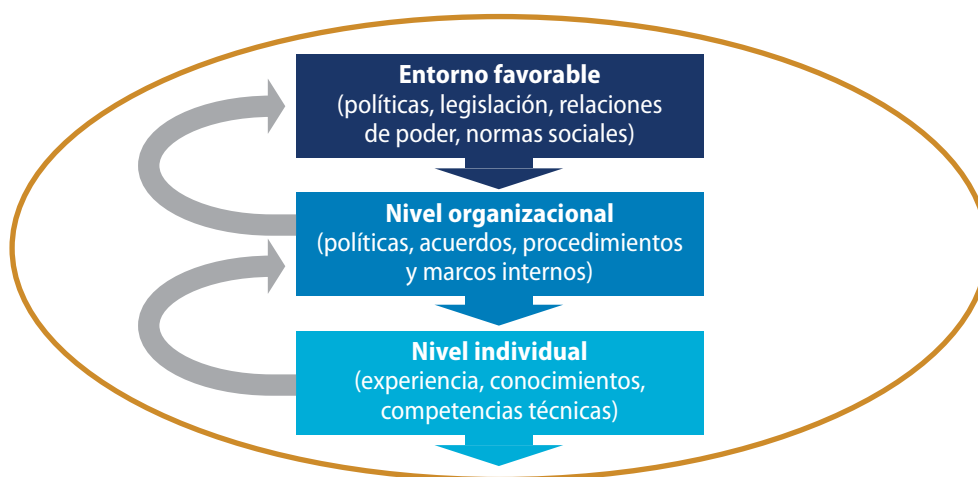 Entorno favorable
(políticas, legislación, relaciones
de poder, normas sociales)
Nivel organizacional
(políticas, acuerdos, procedimientos
y marcos internos)
Nivel individual
(experiencia, conocimientos,
competencias técnicas)